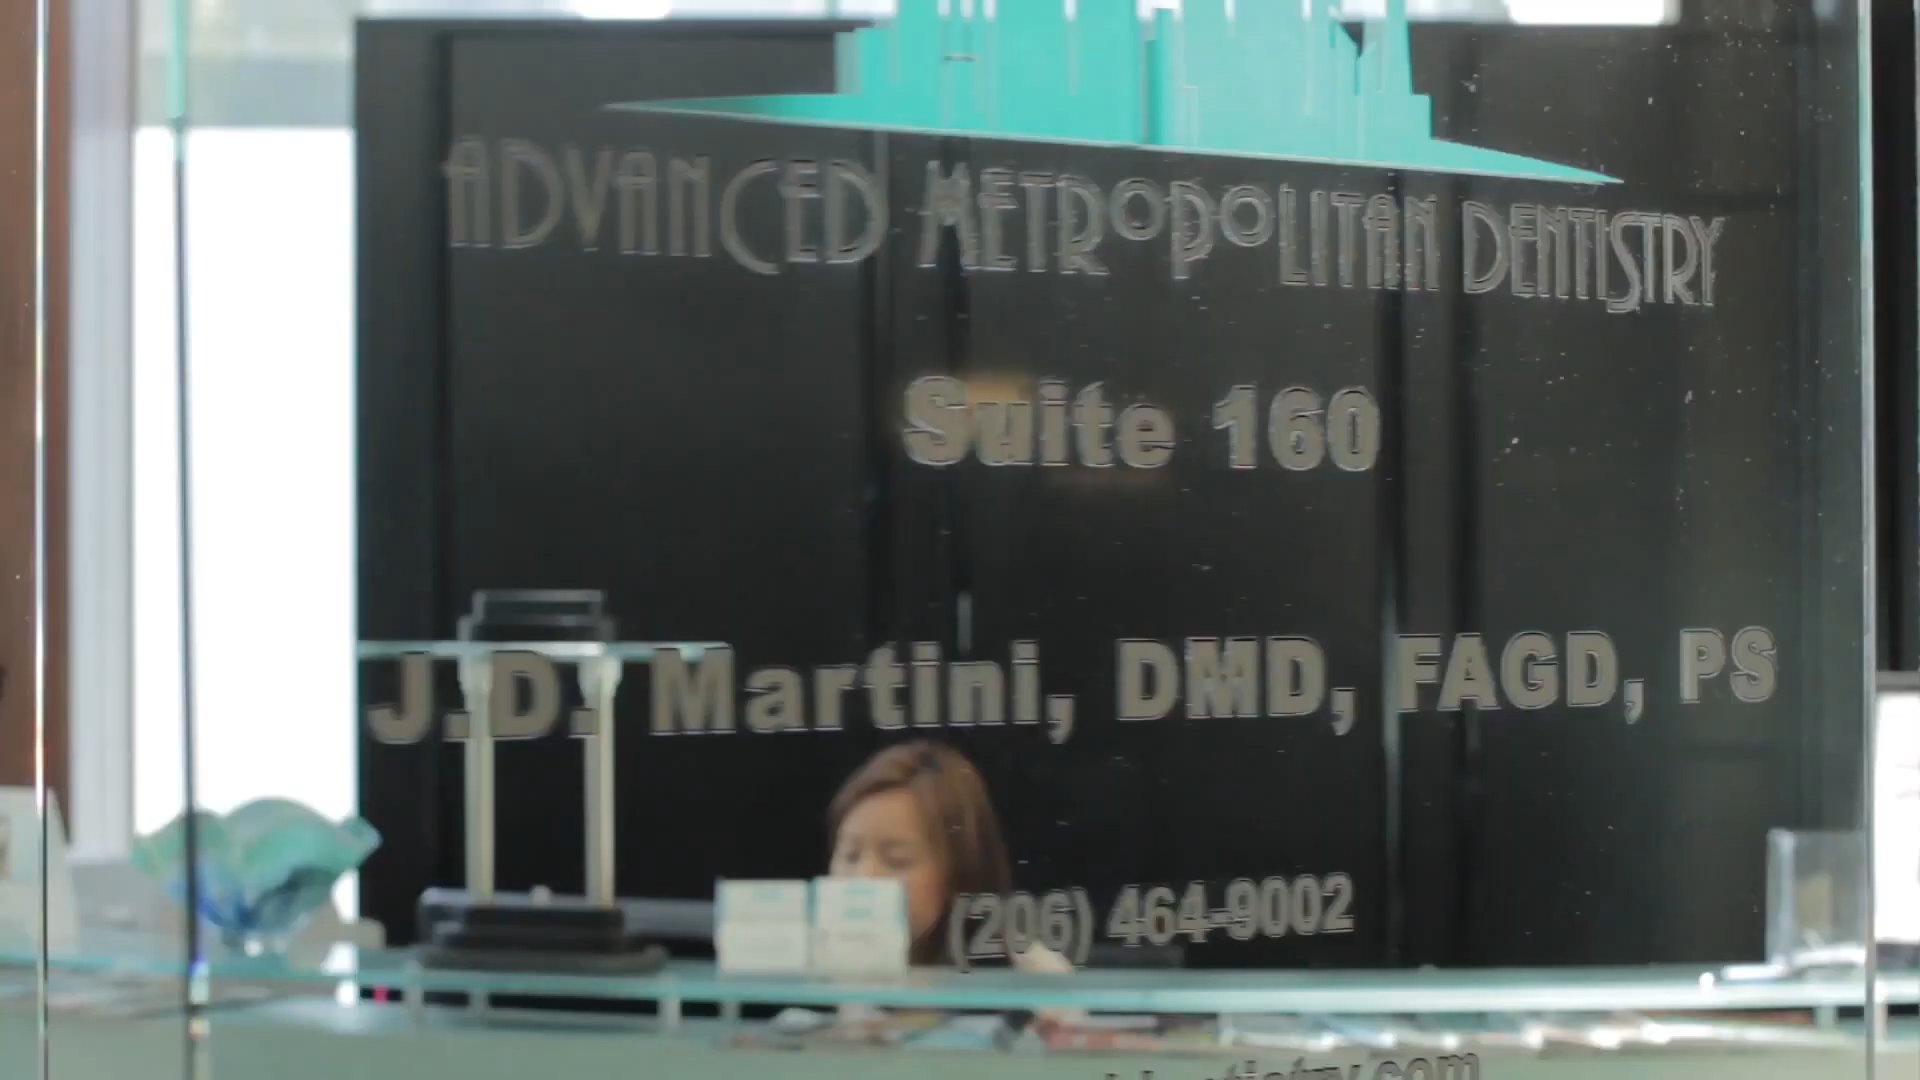 ADVANCED METROPOLITAN DENTISTRY
Suite 160
J.D. Martini, DMD, FAGD, PS
(206) 464-9002